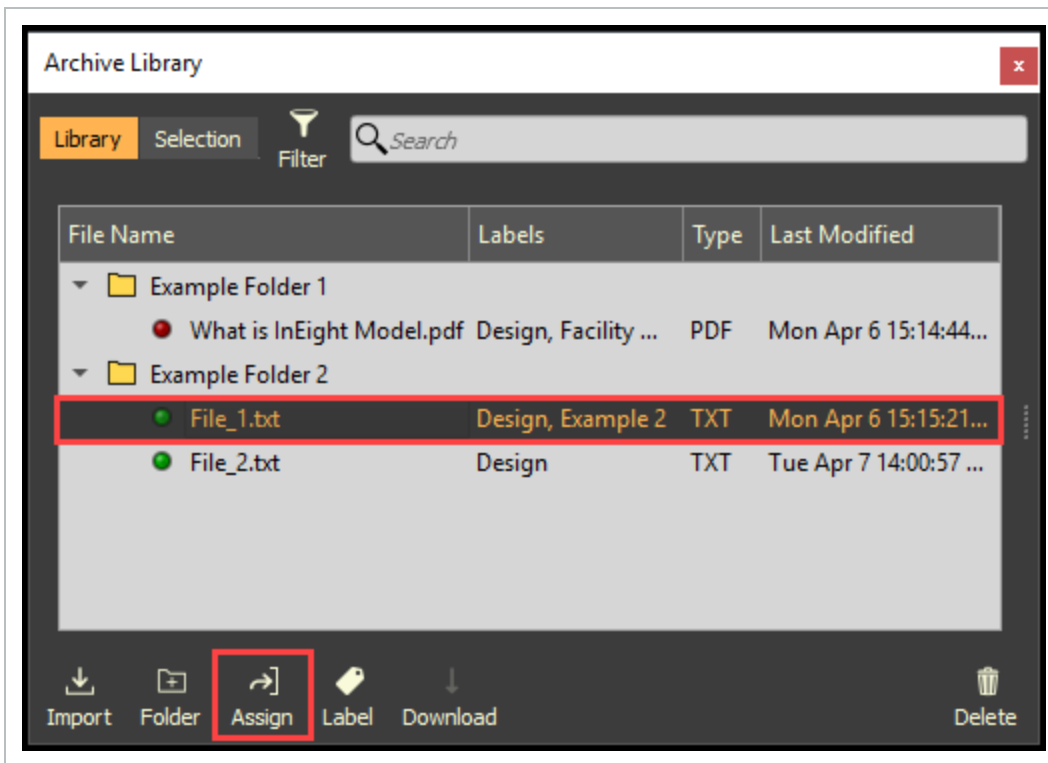 Archive Library
x
Library Selection Filter Search
File Name Labels Type Last Modified
Example Folder 1
What is InEight Model.pdf Design, Facility ... PDF Mon Apr 6 15:14:44...
Example Folder 2
File_1.txt Design, Example 2 TXT Mon Apr 6 15:15:21...
File_2.txt Design TXT Tue Apr 7 14:00:57 ...
Import Folder Assign Label Download Delete